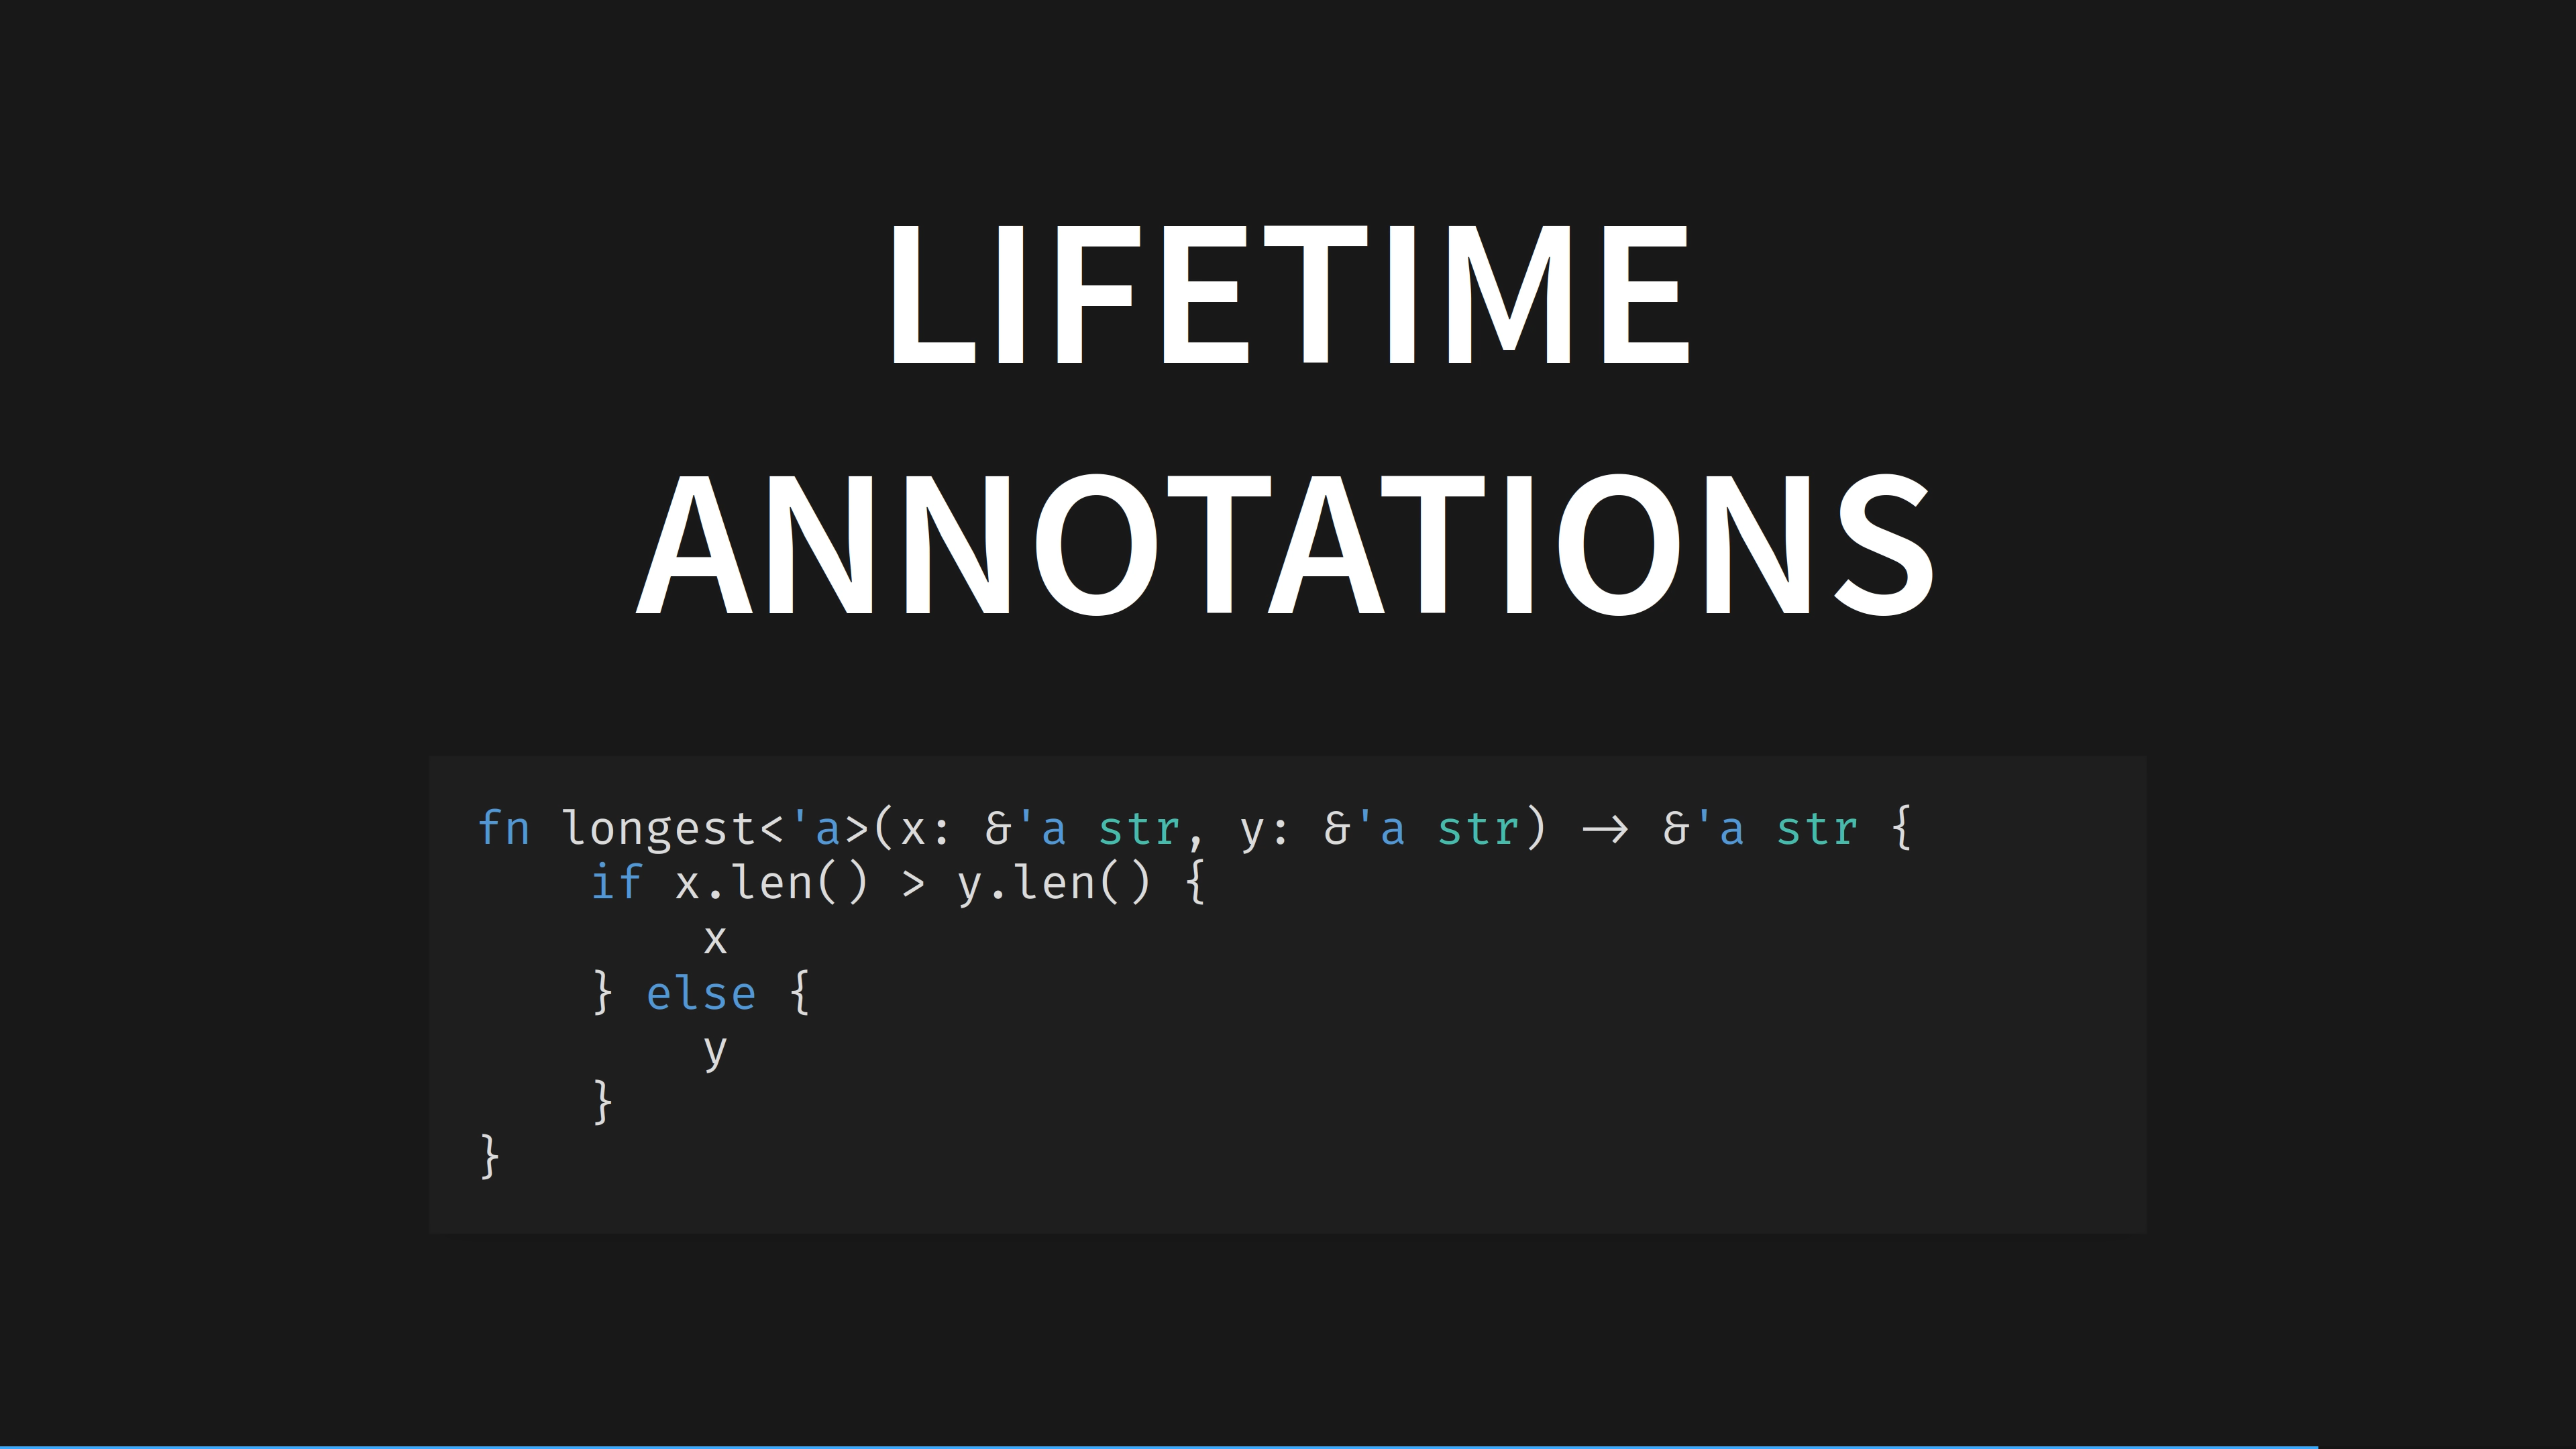 LIFETIME
ANNOTATIONS
fn longest<'a>(x: &'a str, y: &'a str) -> &'a str {
    if x.len() > y.len() {
        x
    } else {
        y
    }
}